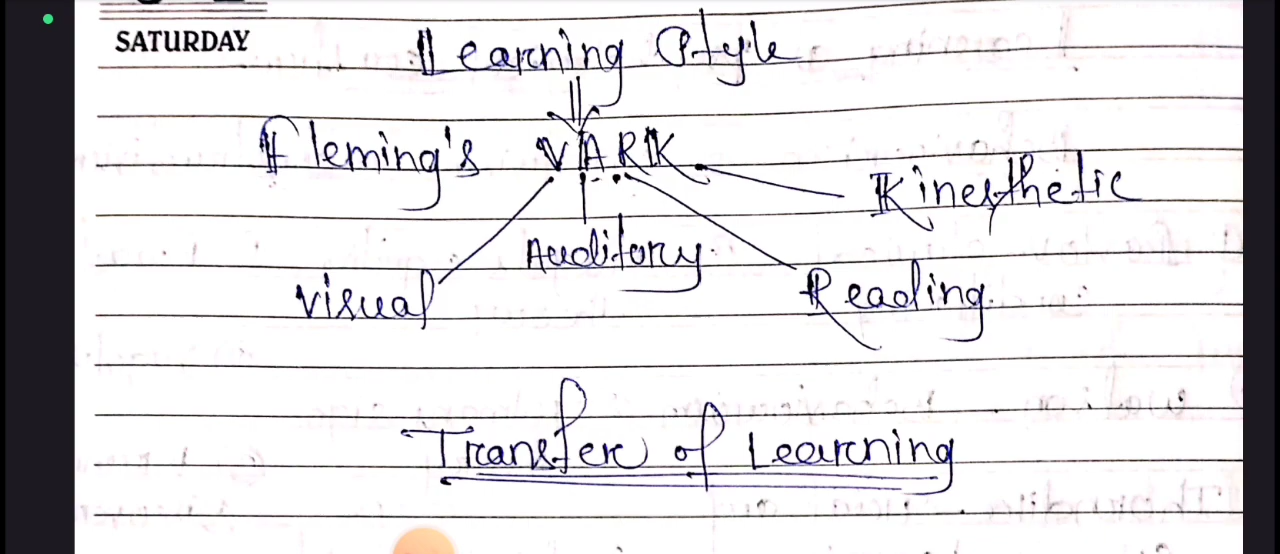 SATURDAY
Learning Style
Fleming's VARK
Kinesthetic
Auditory
Visual
Reading
Transfer of Learning